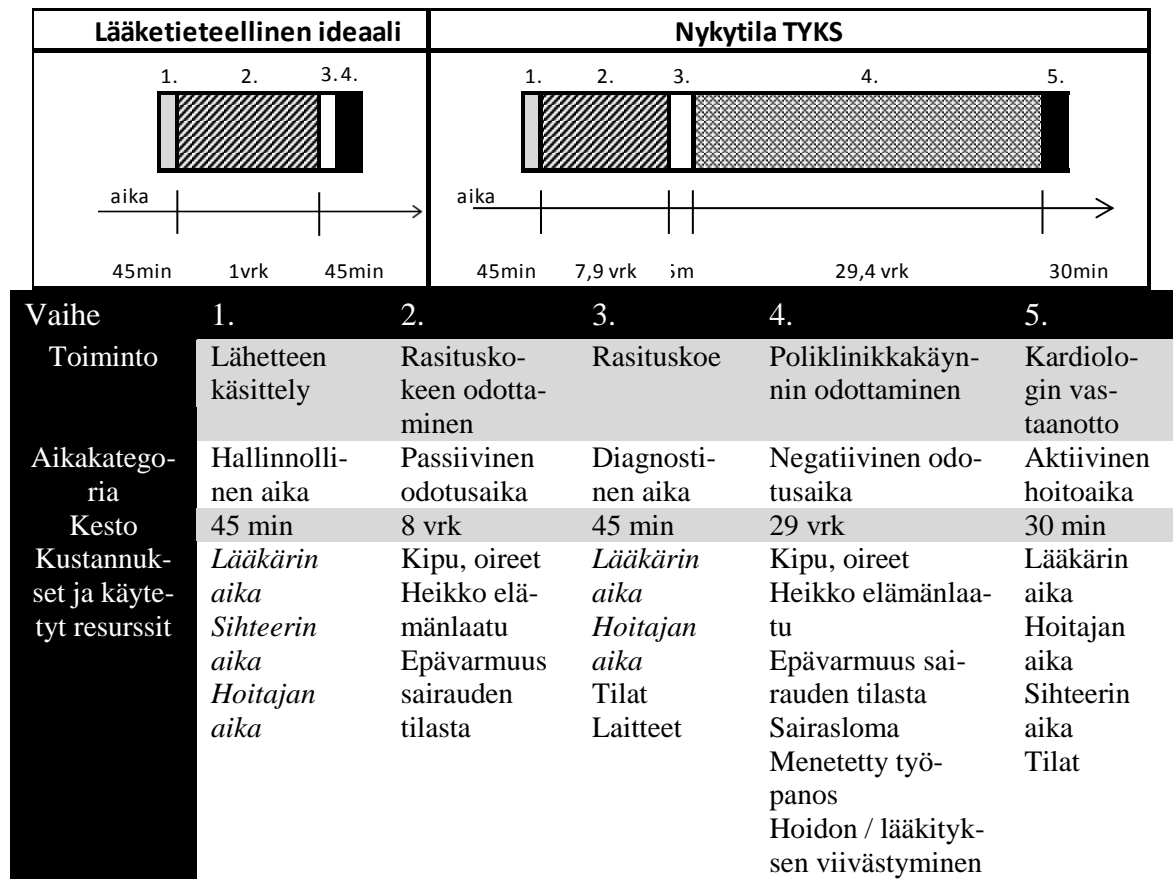 Lääketieteellinen ideaali
Nykytila TYKS
1. 2. 3.4.
1. 2. 3. 4. 5.
aika
aika
45min 1vrk 45min
45min 7,9 vrk 29,4 vrk 30min
Vaihe 1. 2. 3. 4. 5.
Toiminto
Lähetteen
käsittely
Rasitusko-
keen odotta-
minen
Rasituskoe
Poliklinikkakäyn-
nin odottaminen
Kardiolo-
gin vas-
taanotto
Aikakatego-
ria
Hallinnolli-
nen aika
Passiivinen
odotusaika
Diagnosti-
nen aika
Negatiivinen odo-
tusaika
Aktiivinen
hoitoaika
Kesto 45 min 8 vrk 45 min 29 vrk 30 min
Kustannuk-
set ja käyte-
tyt resurssit
Lääkärin
aika
Sihteerin
aika
Hoitajan
aika
Kipu, oireet
Heikko elä-
mänlaatu
Epävarmuus
sairauden
tilasta
Lääkärin
aika
Hoitajan
aika
Tilat
Laitteet
Kipu, oireet
Heikko elämänlaa-
tu
Epävarmuus sai-
rauden tilasta
Sairasloma
Menetetty työ-
panos
Hoidon / lääkityk-
sen viivästyminen
Lääkärin
aika
Hoitajan
aika
Sihteerin
aika
Tilat